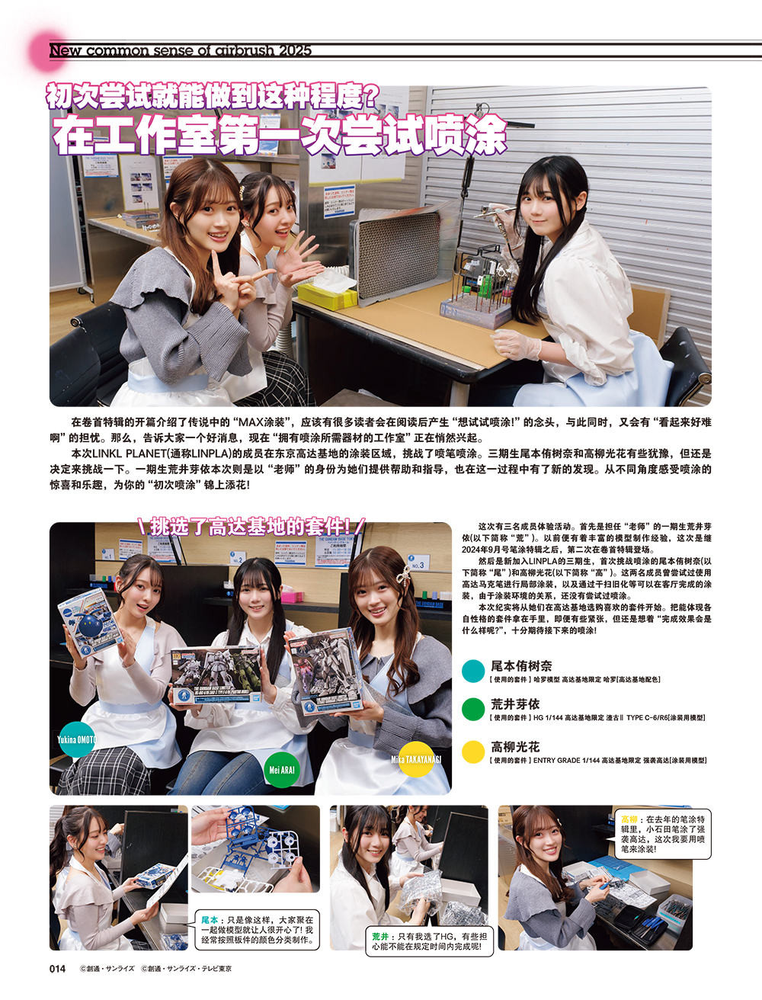 New common sense of airbrush 2025
初次尝试就能做到这种程度?
在工作室第一次尝试喷涂
在卷首特辑的开篇介绍了传说中的“MAX涂装”，应该有很多读者会在阅读后产生“想试试喷涂!”的念头，与此同时，又会有“看起来好难
啊”的担忧。那么，告诉大家一个好消息，现在“拥有喷涂所需器材的工作室”正在悄然兴起。
本次LINKL PLANET(通称LINPLA)的成员在东京高达基地的涂装区域，挑战了喷笔喷涂。三期生尾本侑树奈和高柳光花有些犹豫，但还是
决定来挑战一下。一期生荒井芽依本次则是以“老师”的身份为她们提供帮助和指导，也在这一过程中有了新的发现。从不同角度感受喷涂的
惊喜和乐趣，为你的“初次喷涂”锦上添花!
\ 挑选了高达基地的套件! /
No.2
No.3
Yukina OMOTO
Mei ARAI
Mika TAKAYANAGI
这次有三名成员体验活动。首先是担任“老师”的一期生荒井芽
依(以下简称“荒”)。以前便有着丰富的模型制作经验，这次是继
2024年9月号笔涂特辑之后，第二次在卷首特辑登场。
然后是新加入LINPLA的三期生，首次挑战喷涂的尾本侑树奈(以
下简称“尾”)和高柳光花(以下简称“高”)。这两名成员曾尝试过使用
高达马克笔进行局部涂装，以及通过干扫旧化等可以在客厅完成的涂
装，由于涂装环境的关系，还没有尝试过喷涂。
本次纪实将从她们在高达基地选购喜欢的套件开始。把能体现各
自性格的套件拿在手里，即便有些紧张，但还是想着“完成效果会是
什么样呢?”，十分期待接下来的喷涂!
尾本侑树奈
【使用的套件】哈罗模型 高达基地限定 哈罗[高达基地配色]
荒井芽依
【使用的套件】HG 1/144 高达基地限定 渣古Ⅱ TYPE C-6/R6[涂装用模型]
高柳光花
【使用的套件】ENTRY GRADE 1/144 高达基地限定 强袭高达[涂装用模型]
尾本：只是像这样，大家聚在
一起做模型就让人很开心了! 我
经常按照板件的颜色分类制作。
荒井：只有我选了HG，有些担
心能不能在规定时间内完成呢!
高柳：在去年的笔涂特
辑里，小石田笔涂了强
袭高达，这次我要用喷
笔来涂装!
014
©創通・サンライズ ©創通・サンライズ・テレビ東京